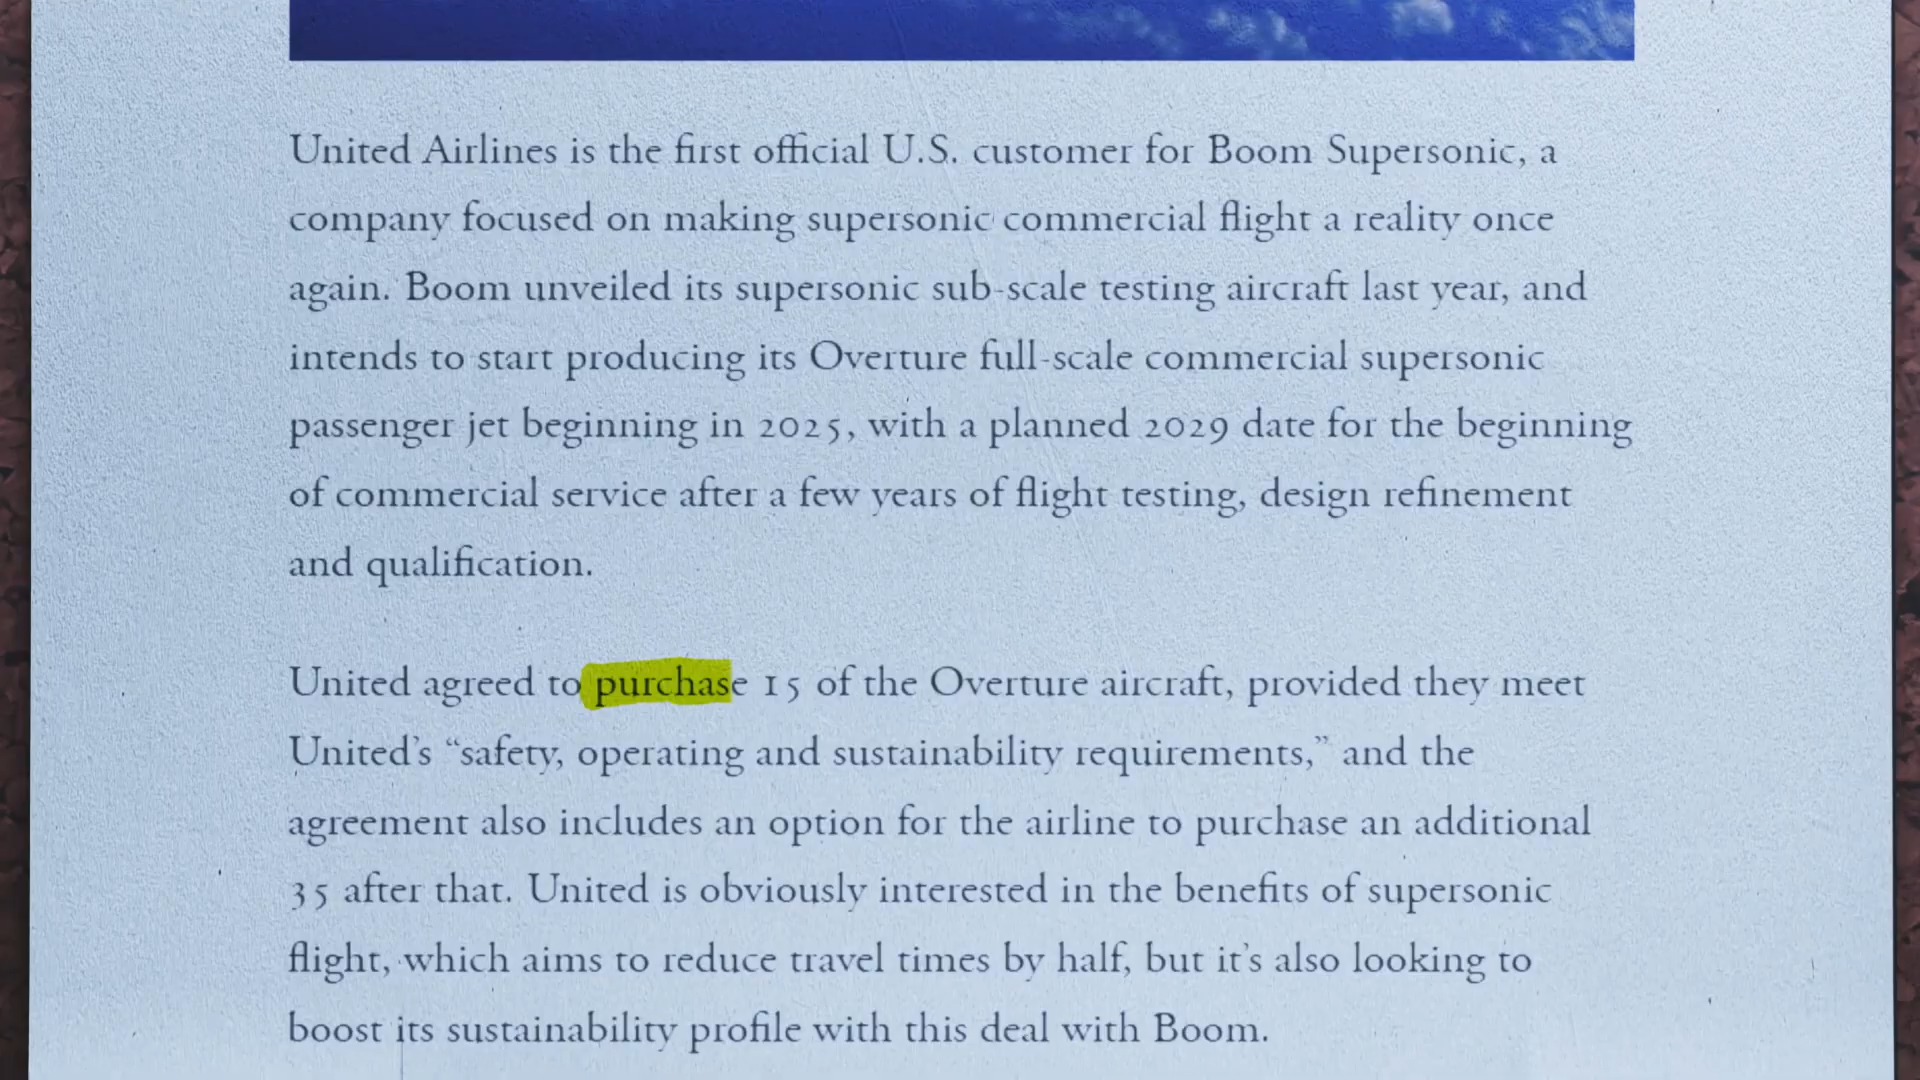 United Airlines is the first official U.S. customer for Boom Supersonic, a
company focused on making supersonic commercial flight a reality once
again. Boom unveiled its supersonic sub-scale testing aircraft last year, and
intends to start producing its Overture full-scale commercial supersonic
passenger jet beginning in 2025, with a planned 2029 date for the beginning
of commercial service after a few years of flight testing, design refinement
and qualification.
United agreed to purchase 15 of the Overture aircraft, provided they meet
United’s “safety, operating and sustainability requirements,” and the
agreement also includes an option for the airline to purchase an additional
35 after that. United is obviously interested in the benefits of supersonic
flight, which aims to reduce travel times by half, but it’s also looking to
boost its sustainability profile with this deal with Boom.